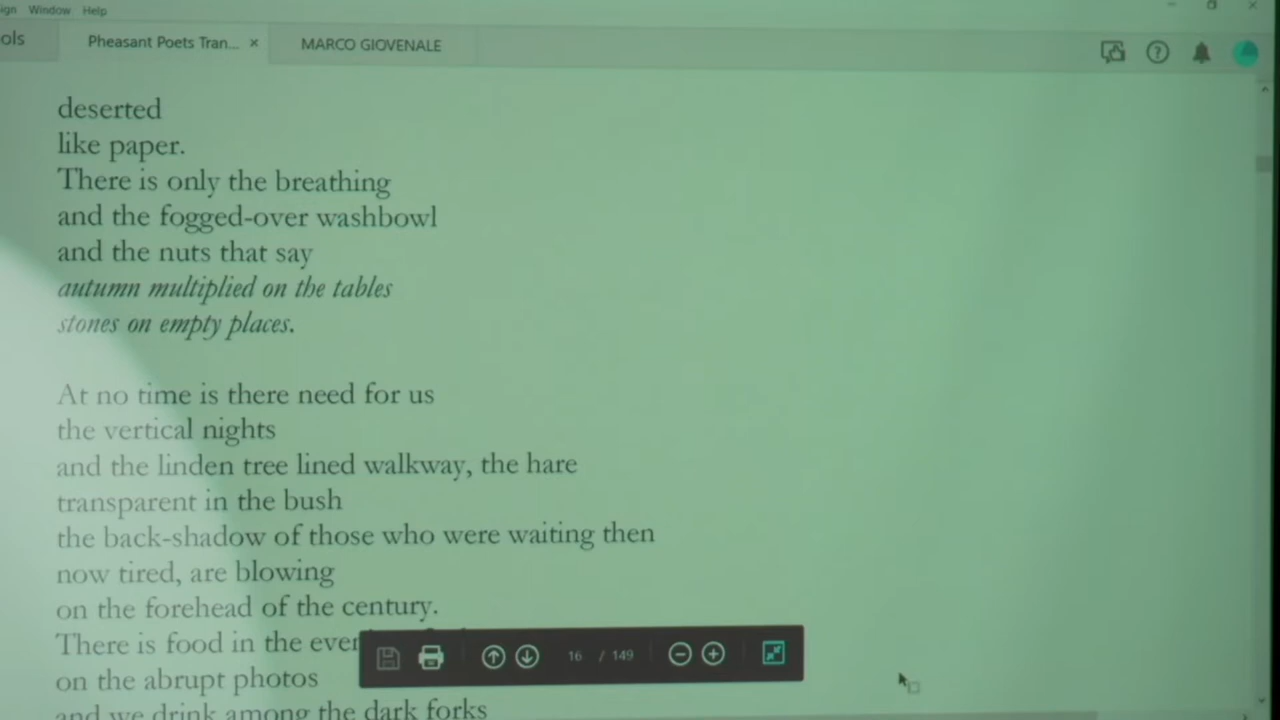 ign Window Help
ols Pheasant Poets Tran... × MARCO GIOVENALE
deserted
like paper.
There is only the breathing
and the fogged-over washbowl
and the nuts that say
autumn multiplied on the tables
stones on empty places.
At no time is there need for us
the vertical nights
and the linden tree lined walkway, the hare
transparent in the bush
the back-shadow of those who were waiting then
now tired, are blowing
on the forehead of the century.
There is food in the
on the abrupt photos
and we drink among the dark forks
16 / 149